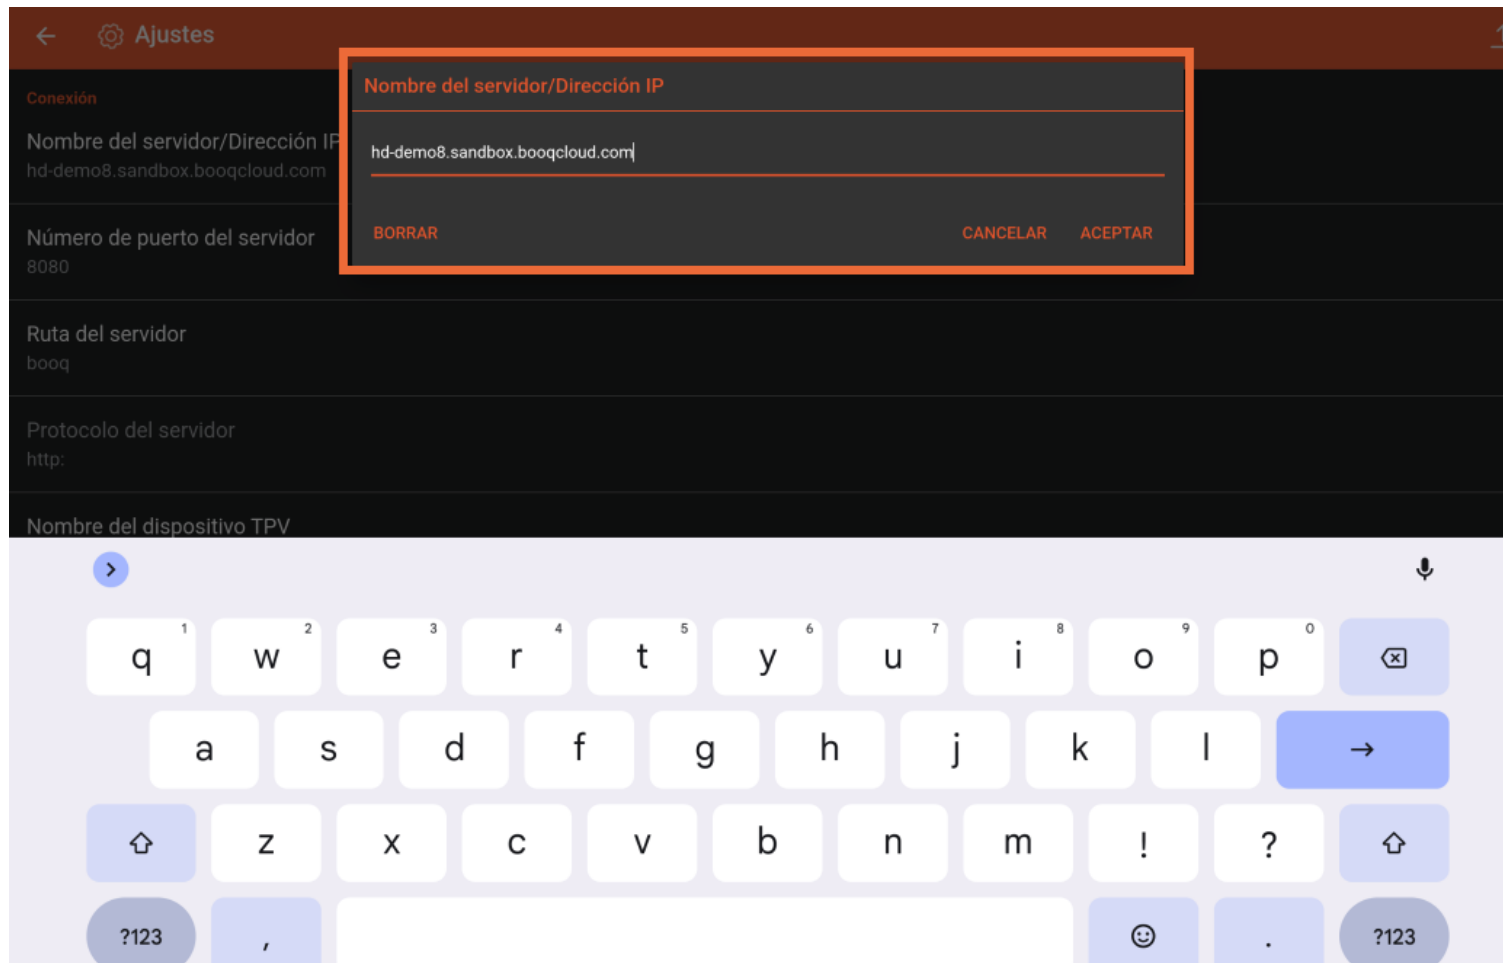 Ajustes
Conexión
Nombre del servidor/Dirección IP
hd-demo8.sandbox.booqcloud.com
Número de puerto del servidor
8080
Ruta del servidor
booq
Protocolo del servidor
http:
Nombre del dispositivo TPV
Nombre del servidor/Dirección IP
hd-demo8.sandbox.booqcloud.com
BORRAR CANCELAR ACEPTAR
1 2 3 4 5 6 7 8 9 0
q w e r t y u i o p
a s d f g h j k l
z x c v b n m ! ?
?123 , . ?123